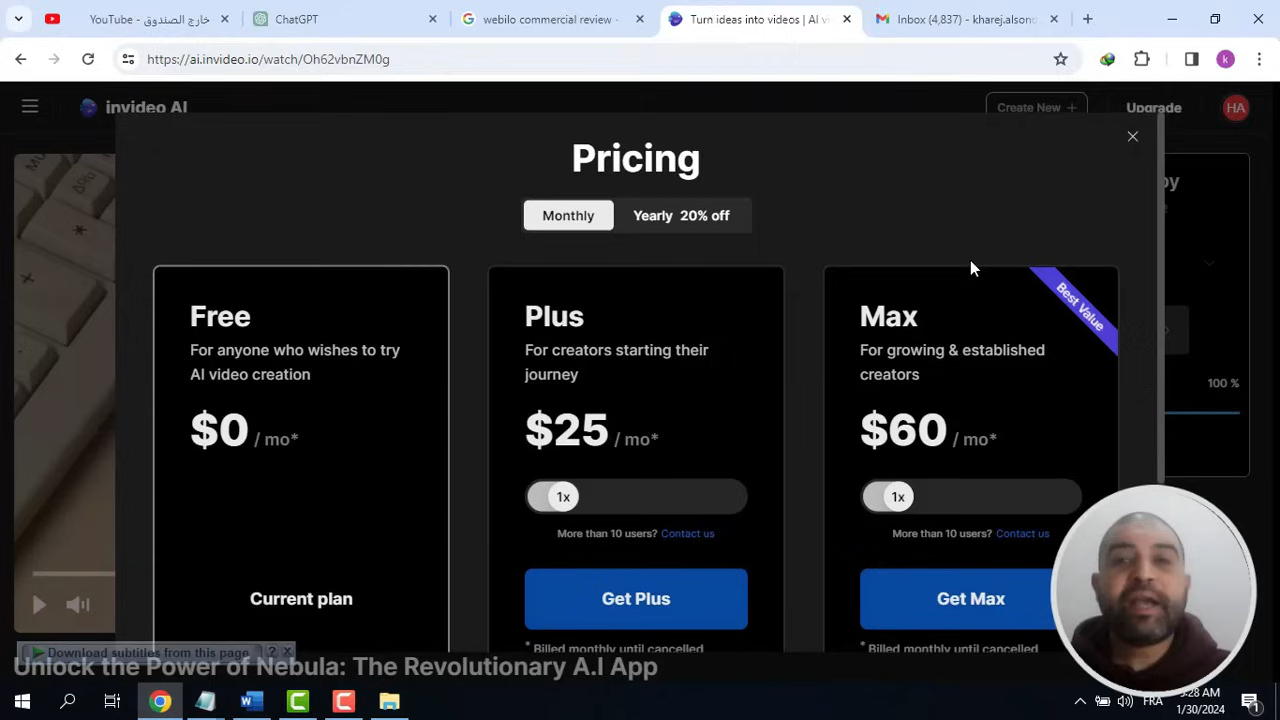 YouTube - خارج الصندوق
ChatGPT
webilo commercial review -
Turn ideas into videos | AI vi
Inbox (4,837) - kharej.alsond
https://ai.invideo.io/watch/Oh62vbnZM0g
k
invideo AI
Create New +
Upgrade
HA
Pricing
Monthly
Yearly 20% off
Free
For anyone who wishes to try
AI video creation
$0 / mo*
Current plan
Plus
For creators starting their
journey
$25 / mo*
1x
More than 10 users? Contact us
Get Plus
* Billed monthly until cancelled
Best Value
Max
For growing & established
creators
$60 / mo*
1x
More than 10 users? Contact us
Get Max
* Billed monthly until cancelled
100 %
Download subtitles from this page
? X
Unlock the Power of Nebula: The Revolutionary A.I App
FRA
:28 AM
1/30/2024
1